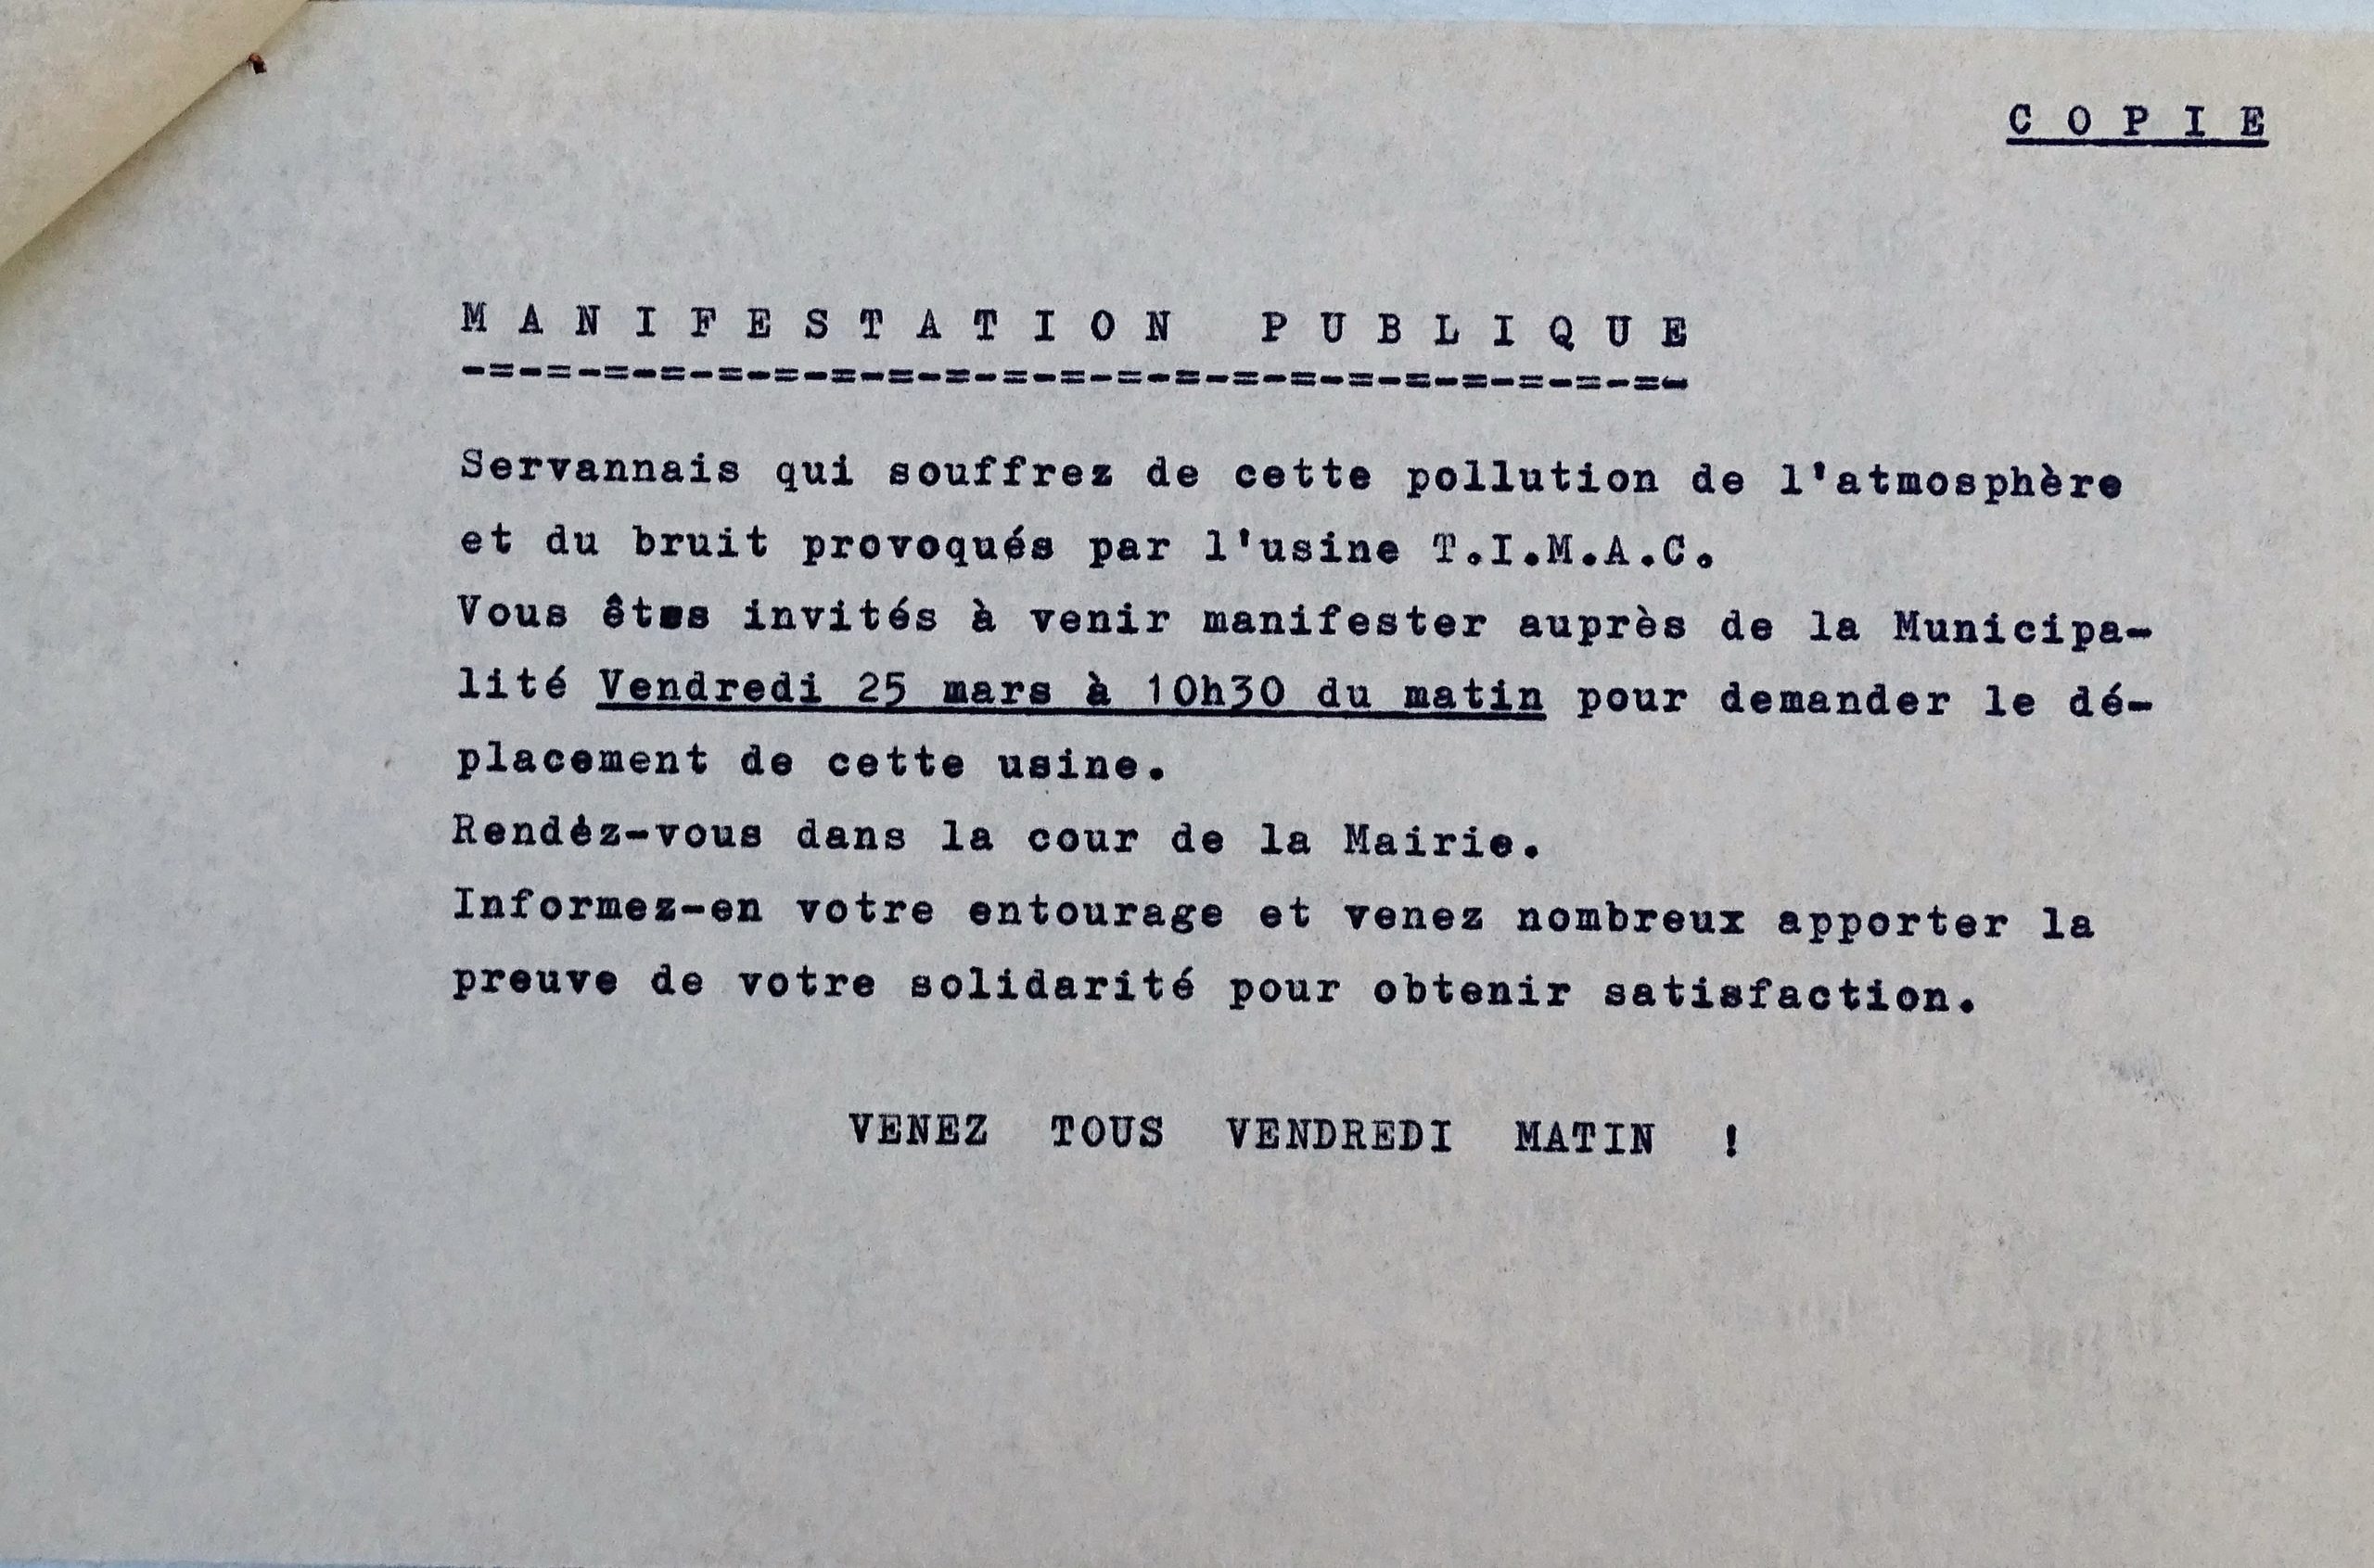 C O P I E
M A N I F E S T A T I O N  P U B L I Q U E
-=-=-=-=-=-=-=-=-=-=-=-=-=-=-=-=-=-=-=-=-=-
Servannais qui souffrez de cette pollution de l'atmosphère
et du bruit provoqués par l'usine T.I.M.A.C.
Vous êtes invités à venir manifester auprès de la Municipa-
lité Vendredi 25 mars à 10h30 du matin pour demander le dé-
placement de cette usine.
Rendéz-vous dans la cour de la Mairie.
Informez-en votre entourage et venez nombreux apporter la
preuve de votre solidarité pour obtenir satisfaction.
VENEZ TOUS VENDREDI MATIN !